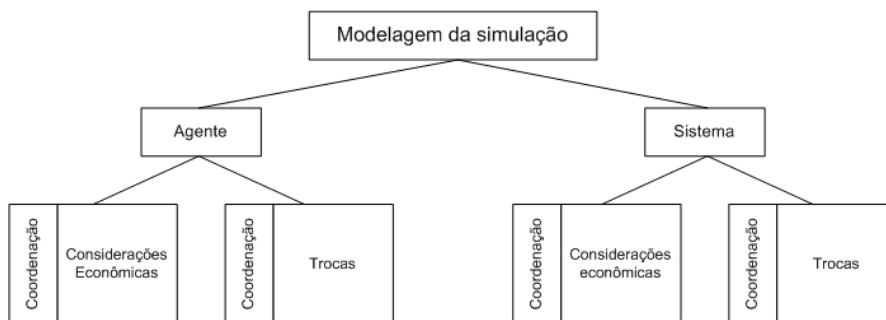 Modelagem da simulação
Agente
Sistema
Coordenação
Considerações
Econômicas
Coordenação
Trocas
Coordenação
Considerações
econômicas
Coordenação
Trocas